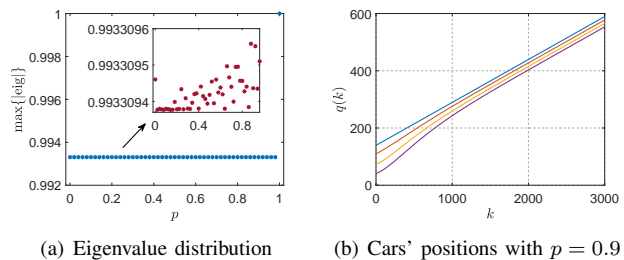 1
0.998
0.996
0.994
0.992
max{|eig|}
0.9933096
0.9933095
0.9933094
0 0.4 0.8
0 0.2 0.4 0.6 0.8 1
p
(a) Eigenvalue distribution
600
400
200
0
q(k)
0 1000 2000 3000
k
(b) Cars' positions with p = 0.9